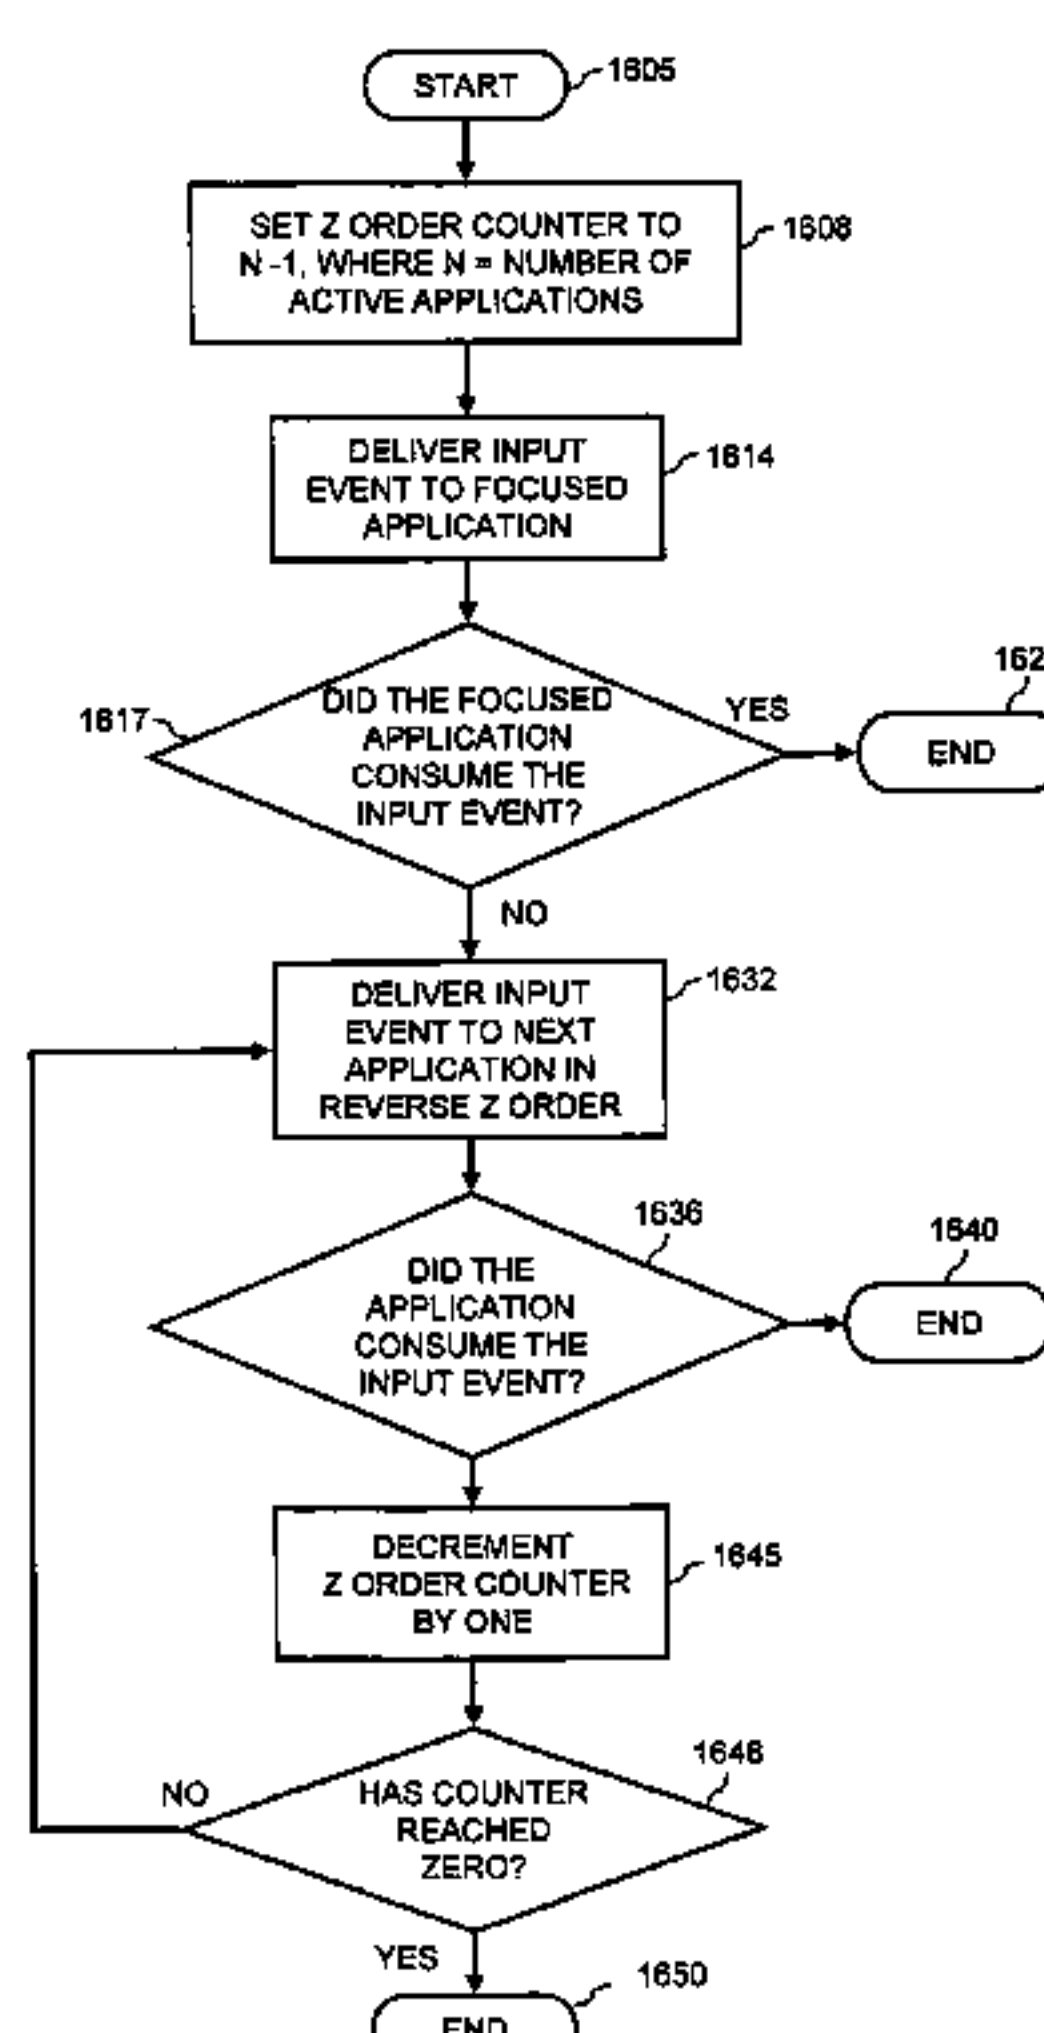 START
1605
SET Z ORDER COUNTER TO
N -1, WHERE N = NUMBER OF
ACTIVE APPLICATIONS
1608
DELIVER INPUT
EVENT TO FOCUSED
APPLICATION
1614
1617
DID THE FOCUSED
APPLICATION
CONSUME THE
INPUT EVENT?
YES
END
NO
DELIVER INPUT
EVENT TO NEXT
APPLICATION IN
REVERSE Z ORDER
1632
DID THE
APPLICATION
CONSUME THE
INPUT EVENT?
1636
1640
END
DECREMENT
Z ORDER COUNTER
BY ONE
1645
NO
HAS COUNTER
REACHED
ZERO?
YES
1650
END